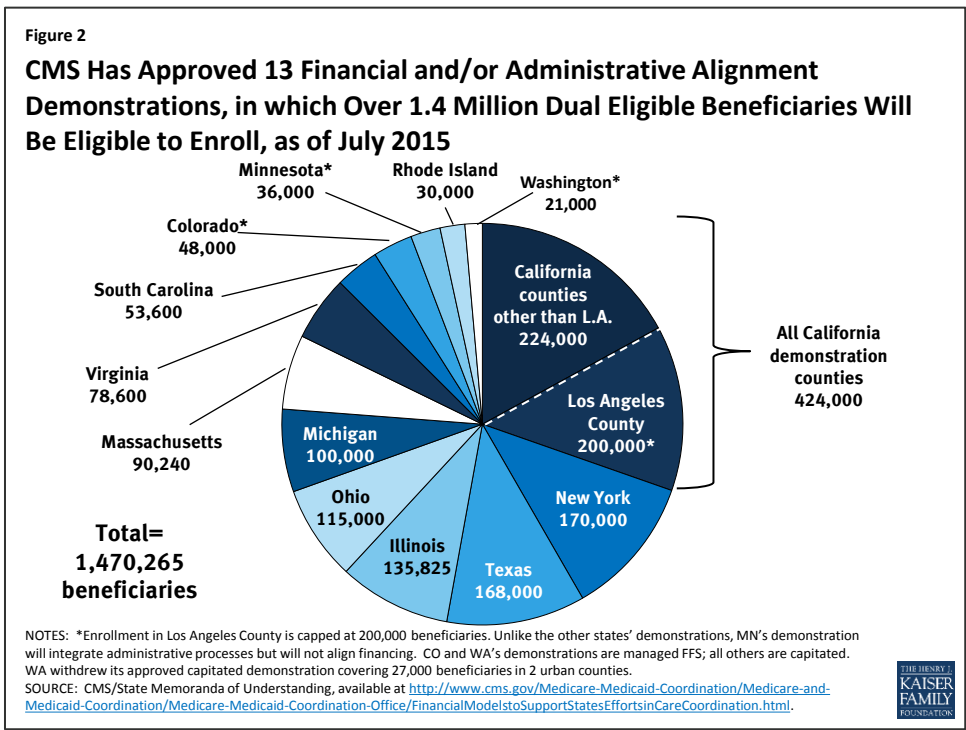 Figure 2
CMS Has Approved 13 Financial and/or Administrative Alignment
Demonstrations, in which Over 1.4 Million Dual Eligible Beneficiaries Will
Be Eligible to Enroll, as of July 2015
Minnesota*
36,000
Rhode Island
30,000
Washington*
21,000
Colorado*
48,000
South Carolina
53,600
Virginia
78,600
Massachusetts
90,240
Michigan
100,000
Ohio
115,000
Illinois
135,825
Texas
168,000
New York
170,000
Los Angeles
County
200,000*
California
counties
other than L.A.
224,000
All California
demonstration
counties
424,000
Total=
1,470,265
beneficiaries
NOTES: *Enrollment in Los Angeles County is capped at 200,000 beneficiaries. Unlike the other states' demonstrations, MN's demonstration
will integrate administrative processes but will not align financing. CO and WA's demonstrations are managed FFS; all others are capitated.
WA withdrew its approved capitated demonstration covering 27,000 beneficiaries in 2 urban counties.
SOURCE: CMS/State Memoranda of Understanding, available at http://www.cms.gov/Medicare-Medicaid-Coordination/Medicare-and-
Medicaid-Coordination/Medicare-Medicaid-Coordination-Office/FinancialModelstoSupportStatesEffortsinCareCoordination.html.
THE HENRY J.
KAISER
FAMILY
FOUNDATION